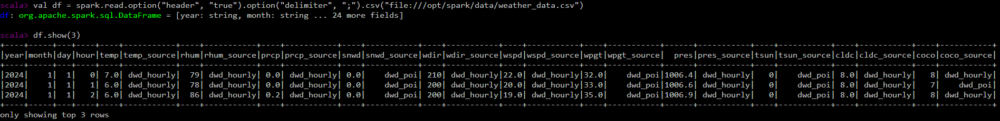 scala> val df = spark.read.option("header", "true").option("delimiter", ";").csv("file:///opt/spark/data/weather_data.csv")
df: org.apache.spark.sql.DataFrame = [year: string, month: string ... 24 more fields]
scala> df.show(3)
+----+-----+---+----+----+-----------+----+-----------+----+-----------+----+-----------+----+-----------+----+-----------+----+-----------+------+-----------+----+-----------+----+-----------+----+-----------+
|year|month|day|hour|temp|temp_source|rhum|rhum_source|prcp|prcp_source|snwd|snwd_source|wdir|wdir_source|wspd|wspd_source|wpgt|wpgt_source|  pres|pres_source|tsun|tsun_source|cldc|cldc_source|coco|coco_source|
+----+-----+---+----+----+-----------+----+-----------+----+-----------+----+-----------+----+-----------+----+-----------+----+-----------+------+-----------+----+-----------+----+-----------+----+-----------+
|2024|    1|  1|   0| 7.0| dwd_hourly|  79| dwd_hourly| 0.0| dwd_hourly| 0.0|    dwd_poi| 210| dwd_hourly|22.0| dwd_hourly|32.0|    dwd_poi|1006.4| dwd_hourly|   0|    dwd_poi| 8.0| dwd_hourly|   8| dwd_hourly|
|2024|    1|  1|   1| 6.0| dwd_hourly|  78| dwd_hourly| 0.0| dwd_hourly| 0.0|    dwd_poi| 200| dwd_hourly|20.0| dwd_hourly|33.0|    dwd_poi|1006.6| dwd_hourly|   0|    dwd_poi| 8.0| dwd_hourly|   7|    dwd_poi|
|2024|    1|  1|   2| 6.0| dwd_hourly|  86| dwd_hourly| 0.2| dwd_hourly| 0.0|    dwd_poi| 200| dwd_hourly|19.0| dwd_hourly|35.0|    dwd_poi|1006.9| dwd_hourly|   0|    dwd_poi| 8.0| dwd_hourly|   8| dwd_hourly|
+----+-----+---+----+----+-----------+----+-----------+----+-----------+----+-----------+----+-----------+----+-----------+----+-----------+------+-----------+----+-----------+----+-----------+----+-----------+
only showing top 3 rows